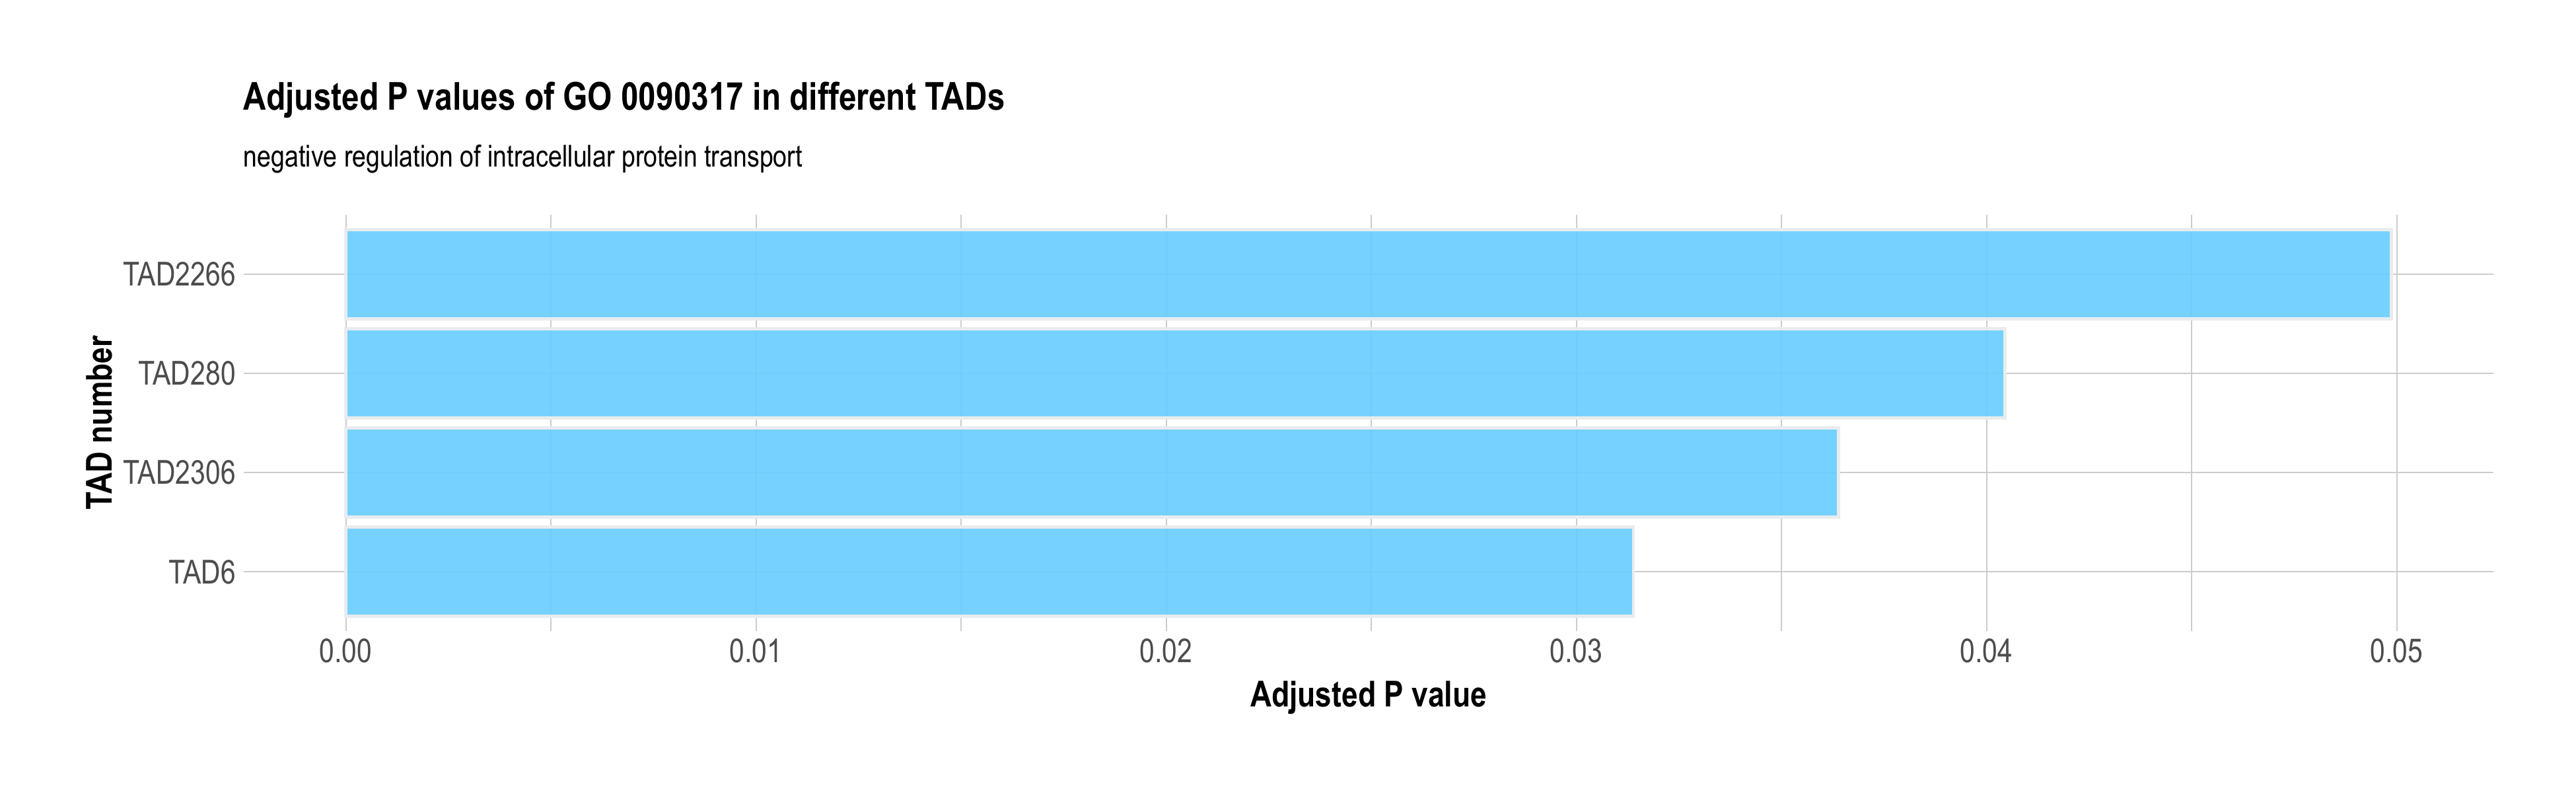 Adjusted P values of GO 0090317 in different TADs
negative regulation of intracellular protein transport
TAD number
TAD2266
TAD280
TAD2306
TAD6
0.00 0.01 0.02 0.03 0.04 0.05
Adjusted P value